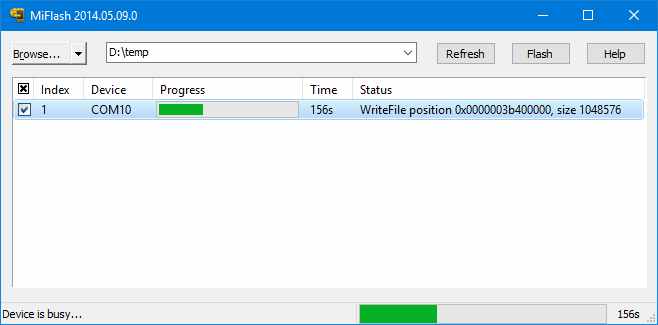 MiFlash 2014.05.09.0
Browse... D:\temp Refresh Flash Help
Index Device Progress Time Status
1 COM10 156s WriteFile position 0x0000003b400000, size 1048576
Device is busy... 156s